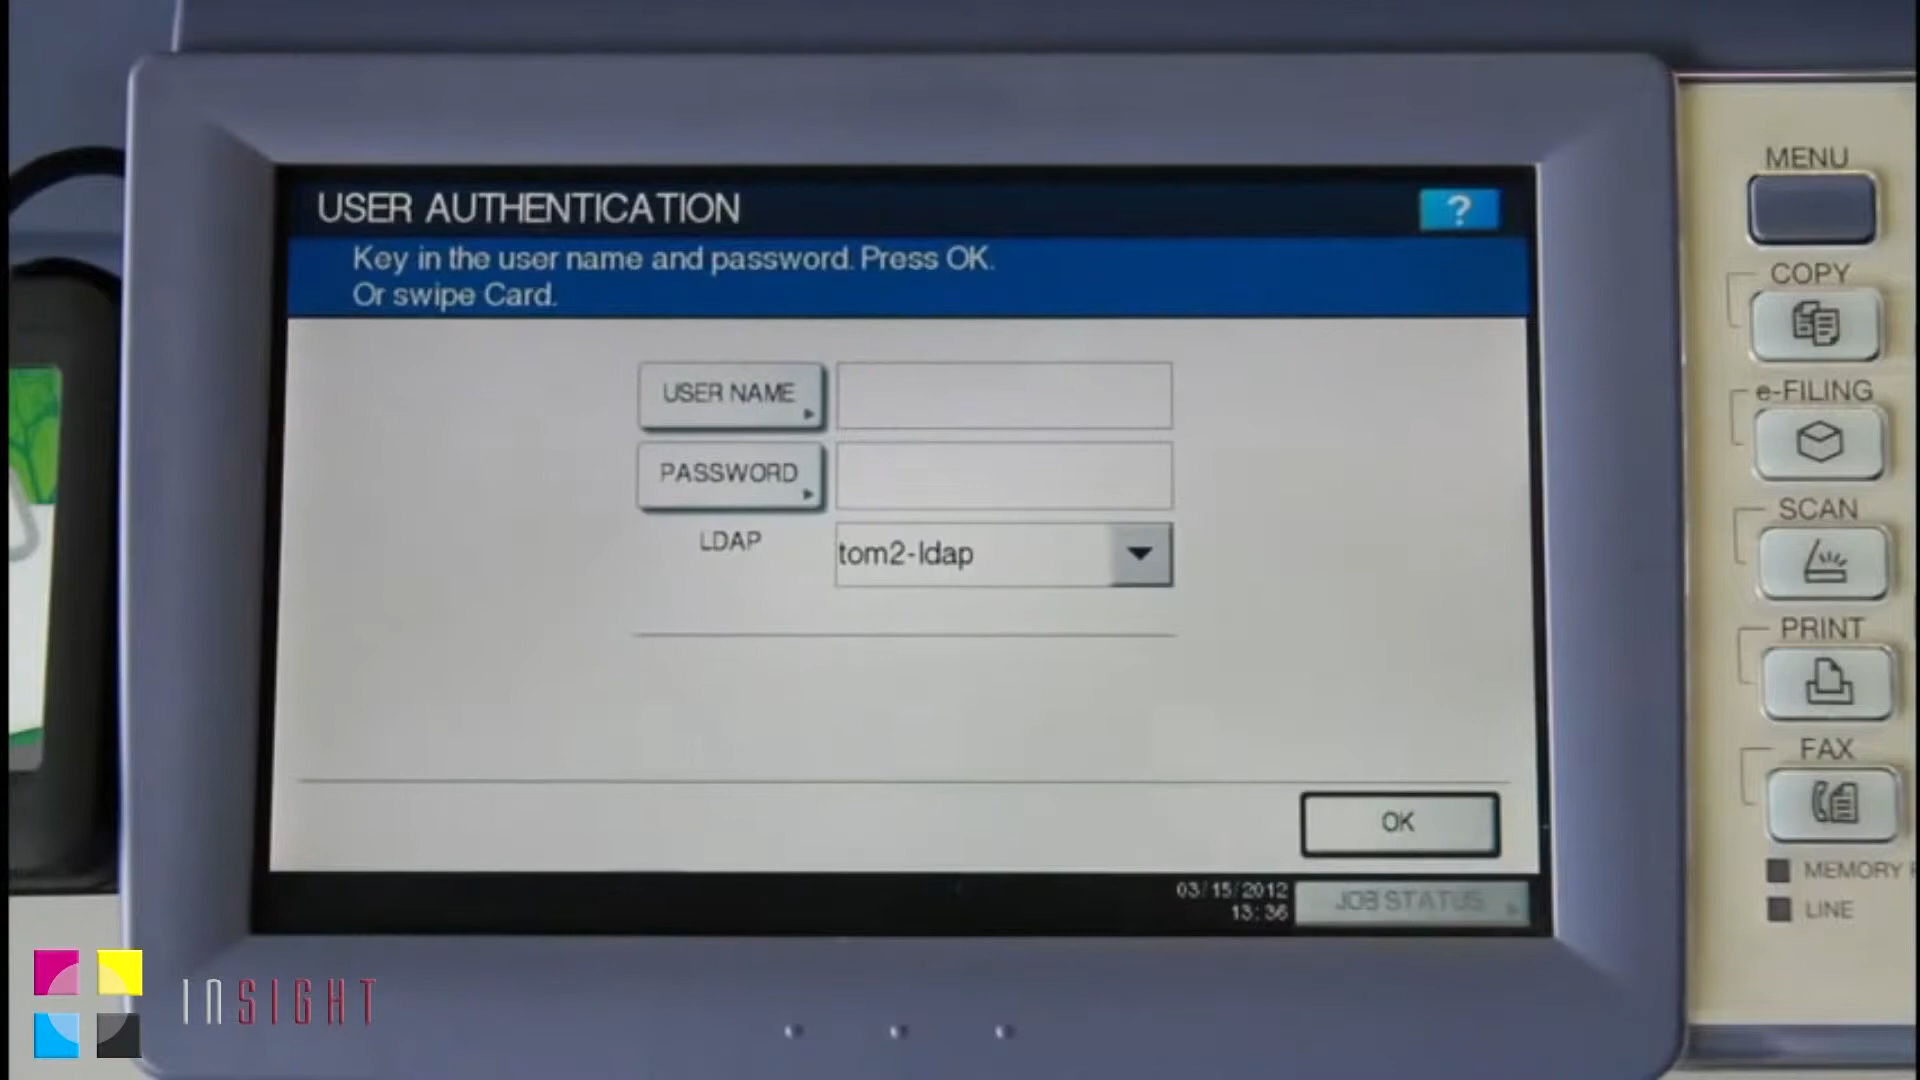 MENU
USER AUTHENTICATION
?
Key in the user name and password. Press OK.
Or swipe Card.
COPY
USER NAME
e-FILING
PASSWORD
SCAN
LDAP
tom2-ldap
PRINT
FAX
OK
MEMORY
LINE
03/15/2012
13:36
JOB STATUS
INSIGHT